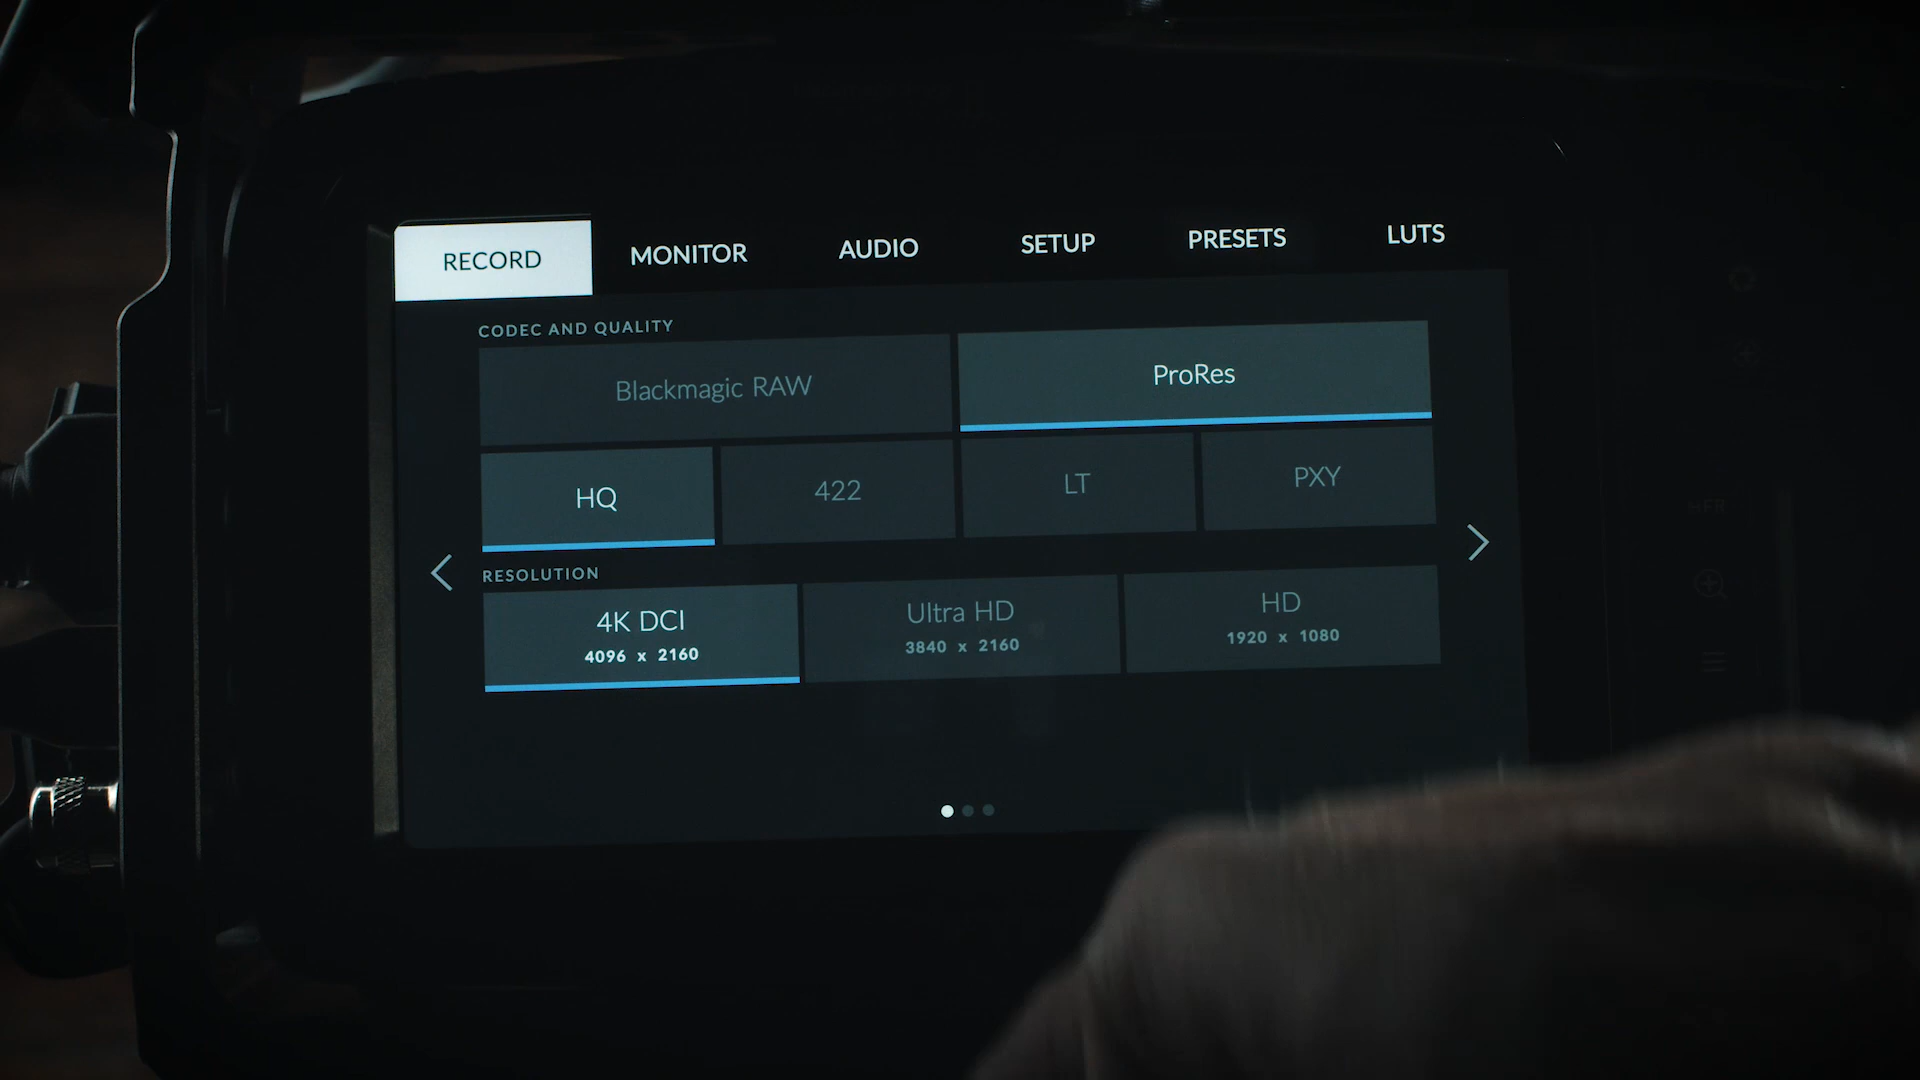 RECORD MONITOR AUDIO SETUP PRESETS LUTS
CODEC AND QUALITY
Blackmagic RAW ProRes
HQ 422 LT PXY
RESOLUTION
4K DCI Ultra HD HD
4096 x 2160 3840 x 2160 1920 x 1080
HFR